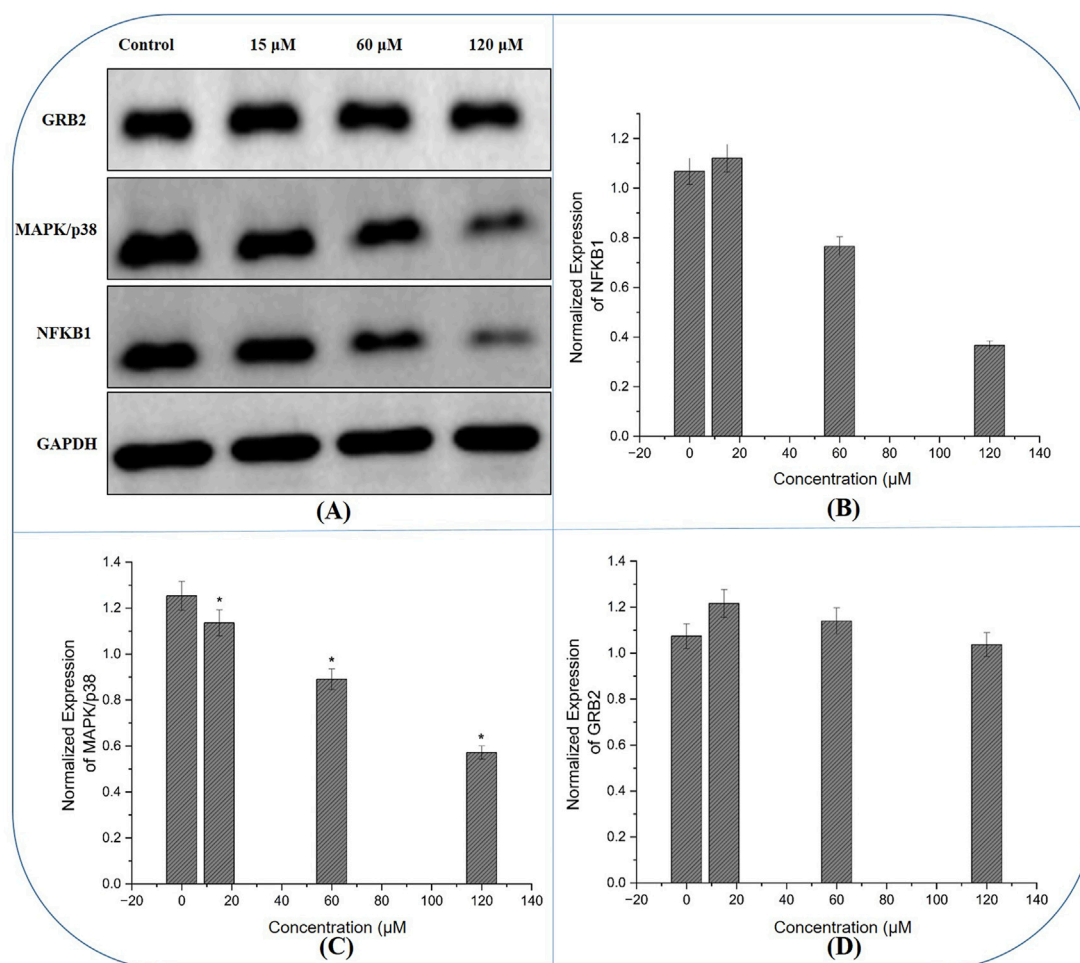 Control 15 µM 60 µM 120 µM
GRB2
MAPK/p38
NFKB1
GAPDH
(A)
Normalized Expression
of NFKB1
1.2
1.0
0.8
0.6
0.4
0.2
0.0
−20 0 20 40 60 80 100 120 140
Concentration (µM
(B)
Normalized Expression
of MAPK/p38
1.4
1.2
1.0
0.8
0.6
0.4
0.2
0.0
* * *
−20 0 20 40 60 80 100 120 140
Concentration (µM
(C)
Normalized Expression
of GRB2
1.4
1.2
1.0
0.8
0.6
0.4
0.2
0.0
−20 0 20 40 60 80 100 120 140
Concentration (µM
(D)